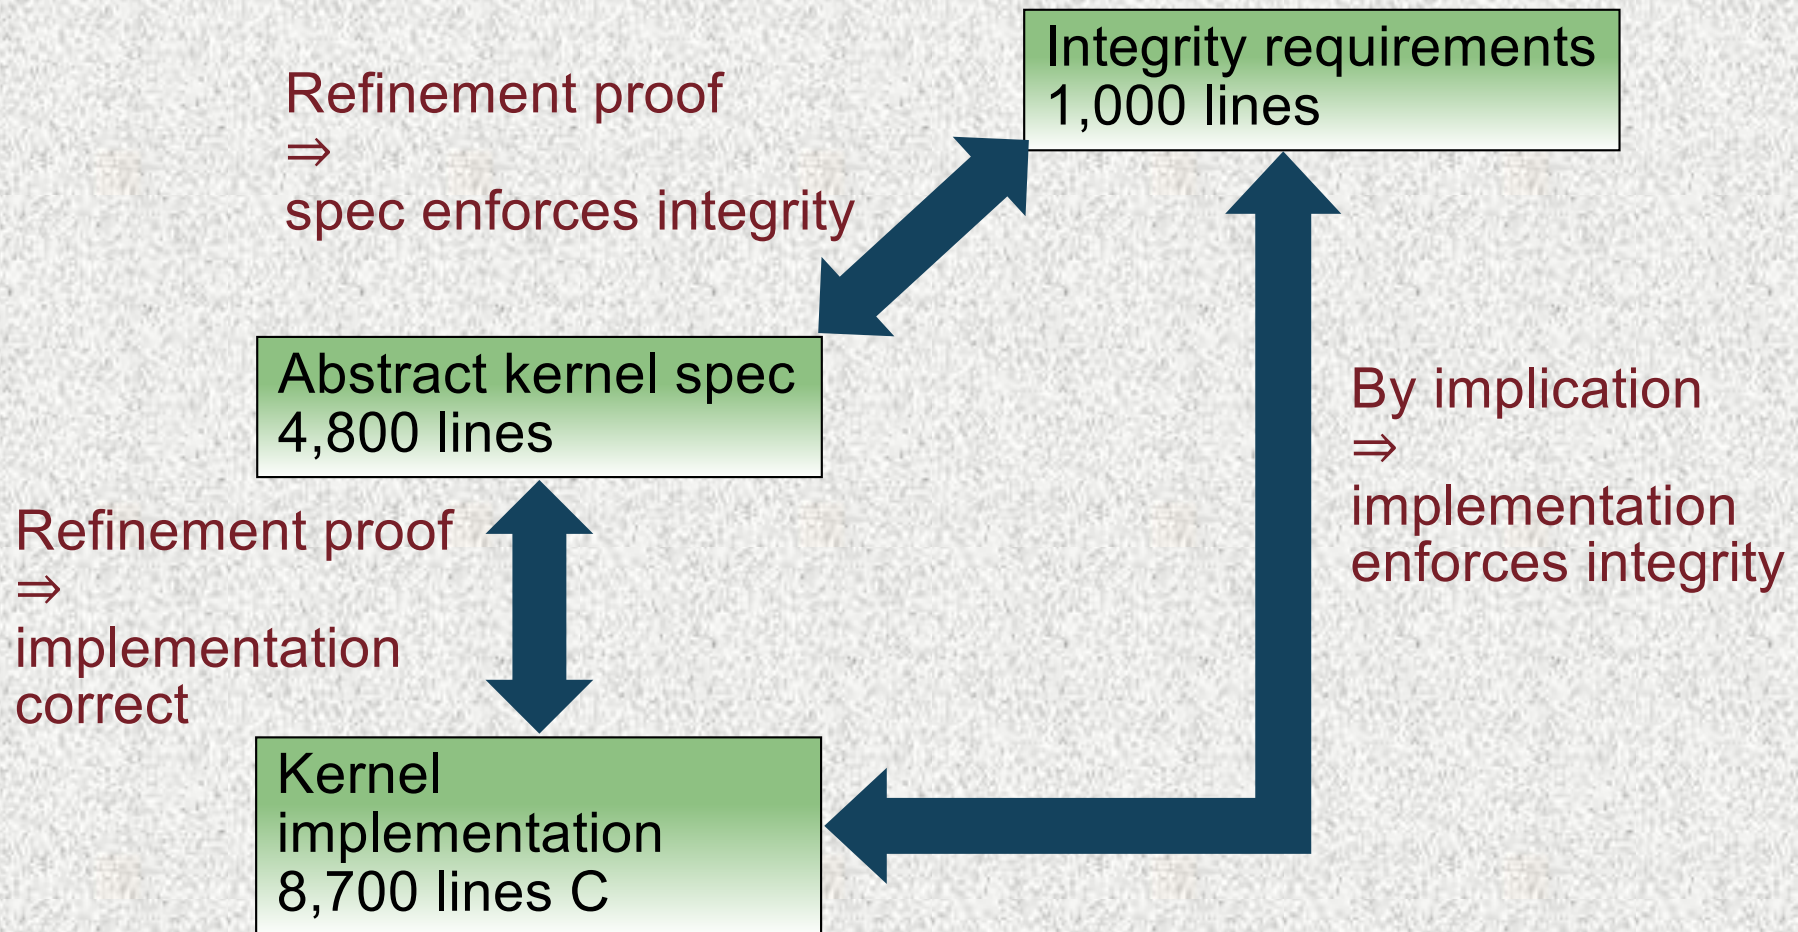 Integrity requirements
1,000 lines
Refinement proof
⇒
spec enforces integrity
Abstract kernel spec
4,800 lines
By implication
⇒
implementation
enforces integrity
Refinement proof
⇒
implementation
correct
Kernel
implementation
8,700 lines C